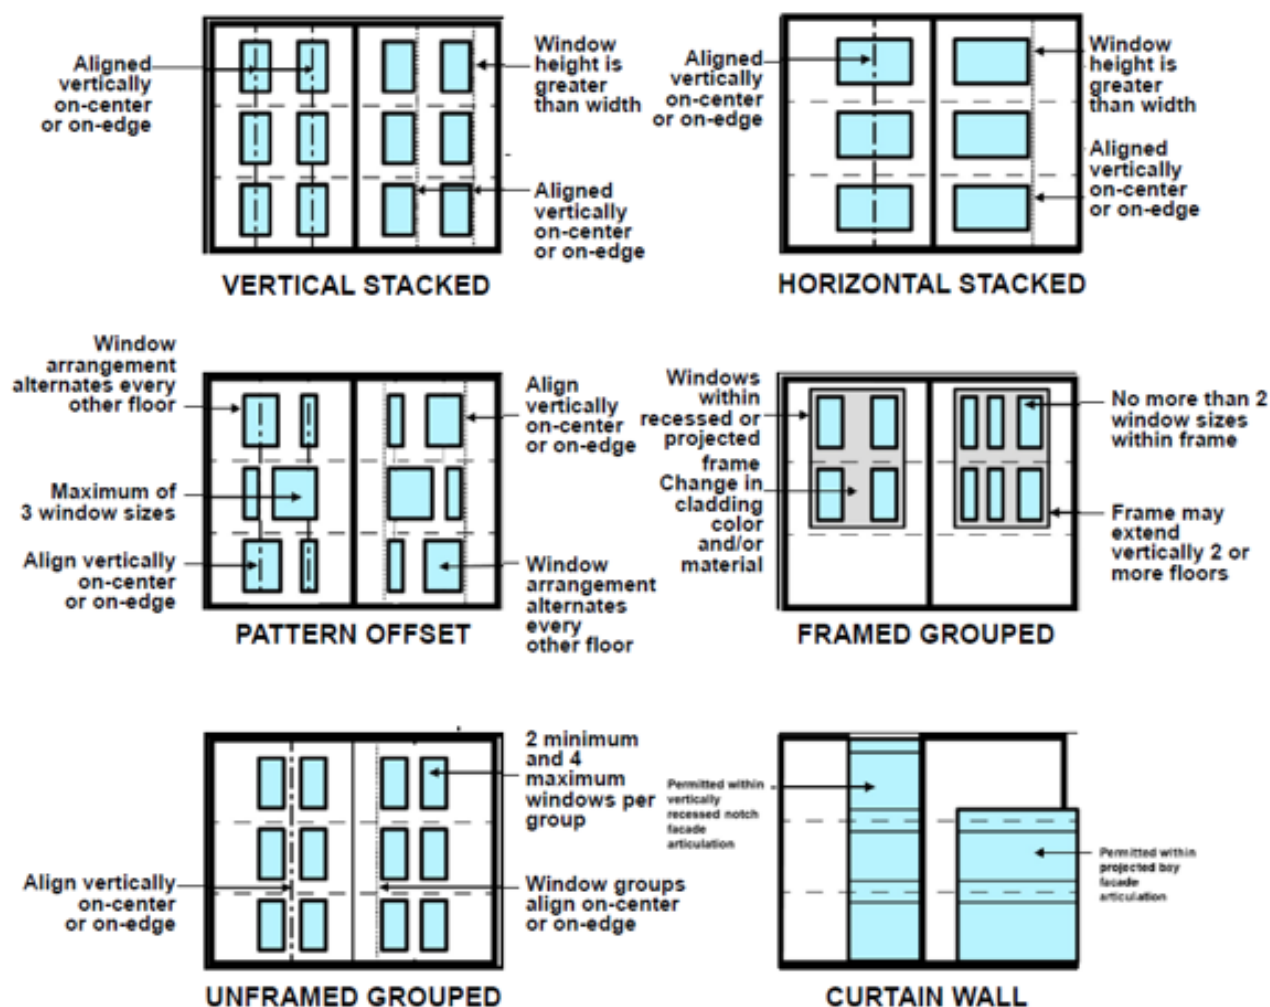 Aligned
vertically
on-center
or on-edge
Window
height is
greater
than width
Aligned
vertically
on-center
or on-edge
VERTICAL STACKED
Aligned
vertically
on-center
or on-edge
Window
height is
greater
than width
Aligned
vertically
on-center
or on-edge
HORIZONTAL STACKED
Window
arrangement
alternates every
other floor
Maximum of
3 window sizes
Align vertically
on-center
or on-edge
Align
vertically
on-center
or on-edge
Window
arrangement
alternates
every
other floor
PATTERN OFFSET
Windows
within
recessed or
projected
frame
Change in
cladding
color
and/or
material
No more than 2
window sizes
within frame
Frame may
extend
vertically 2 or
more floors
FRAMED GROUPED
Align vertically
on-center
or on-edge
2 minimum
and 4
maximum
windows per
group
Window groups
align on-center
or on-edge
UNFRAMED GROUPED
Permitted within
vertically
recessed notch
facade
articulation
Permitted within
projected bay
facade
articulation
CURTAIN WALL